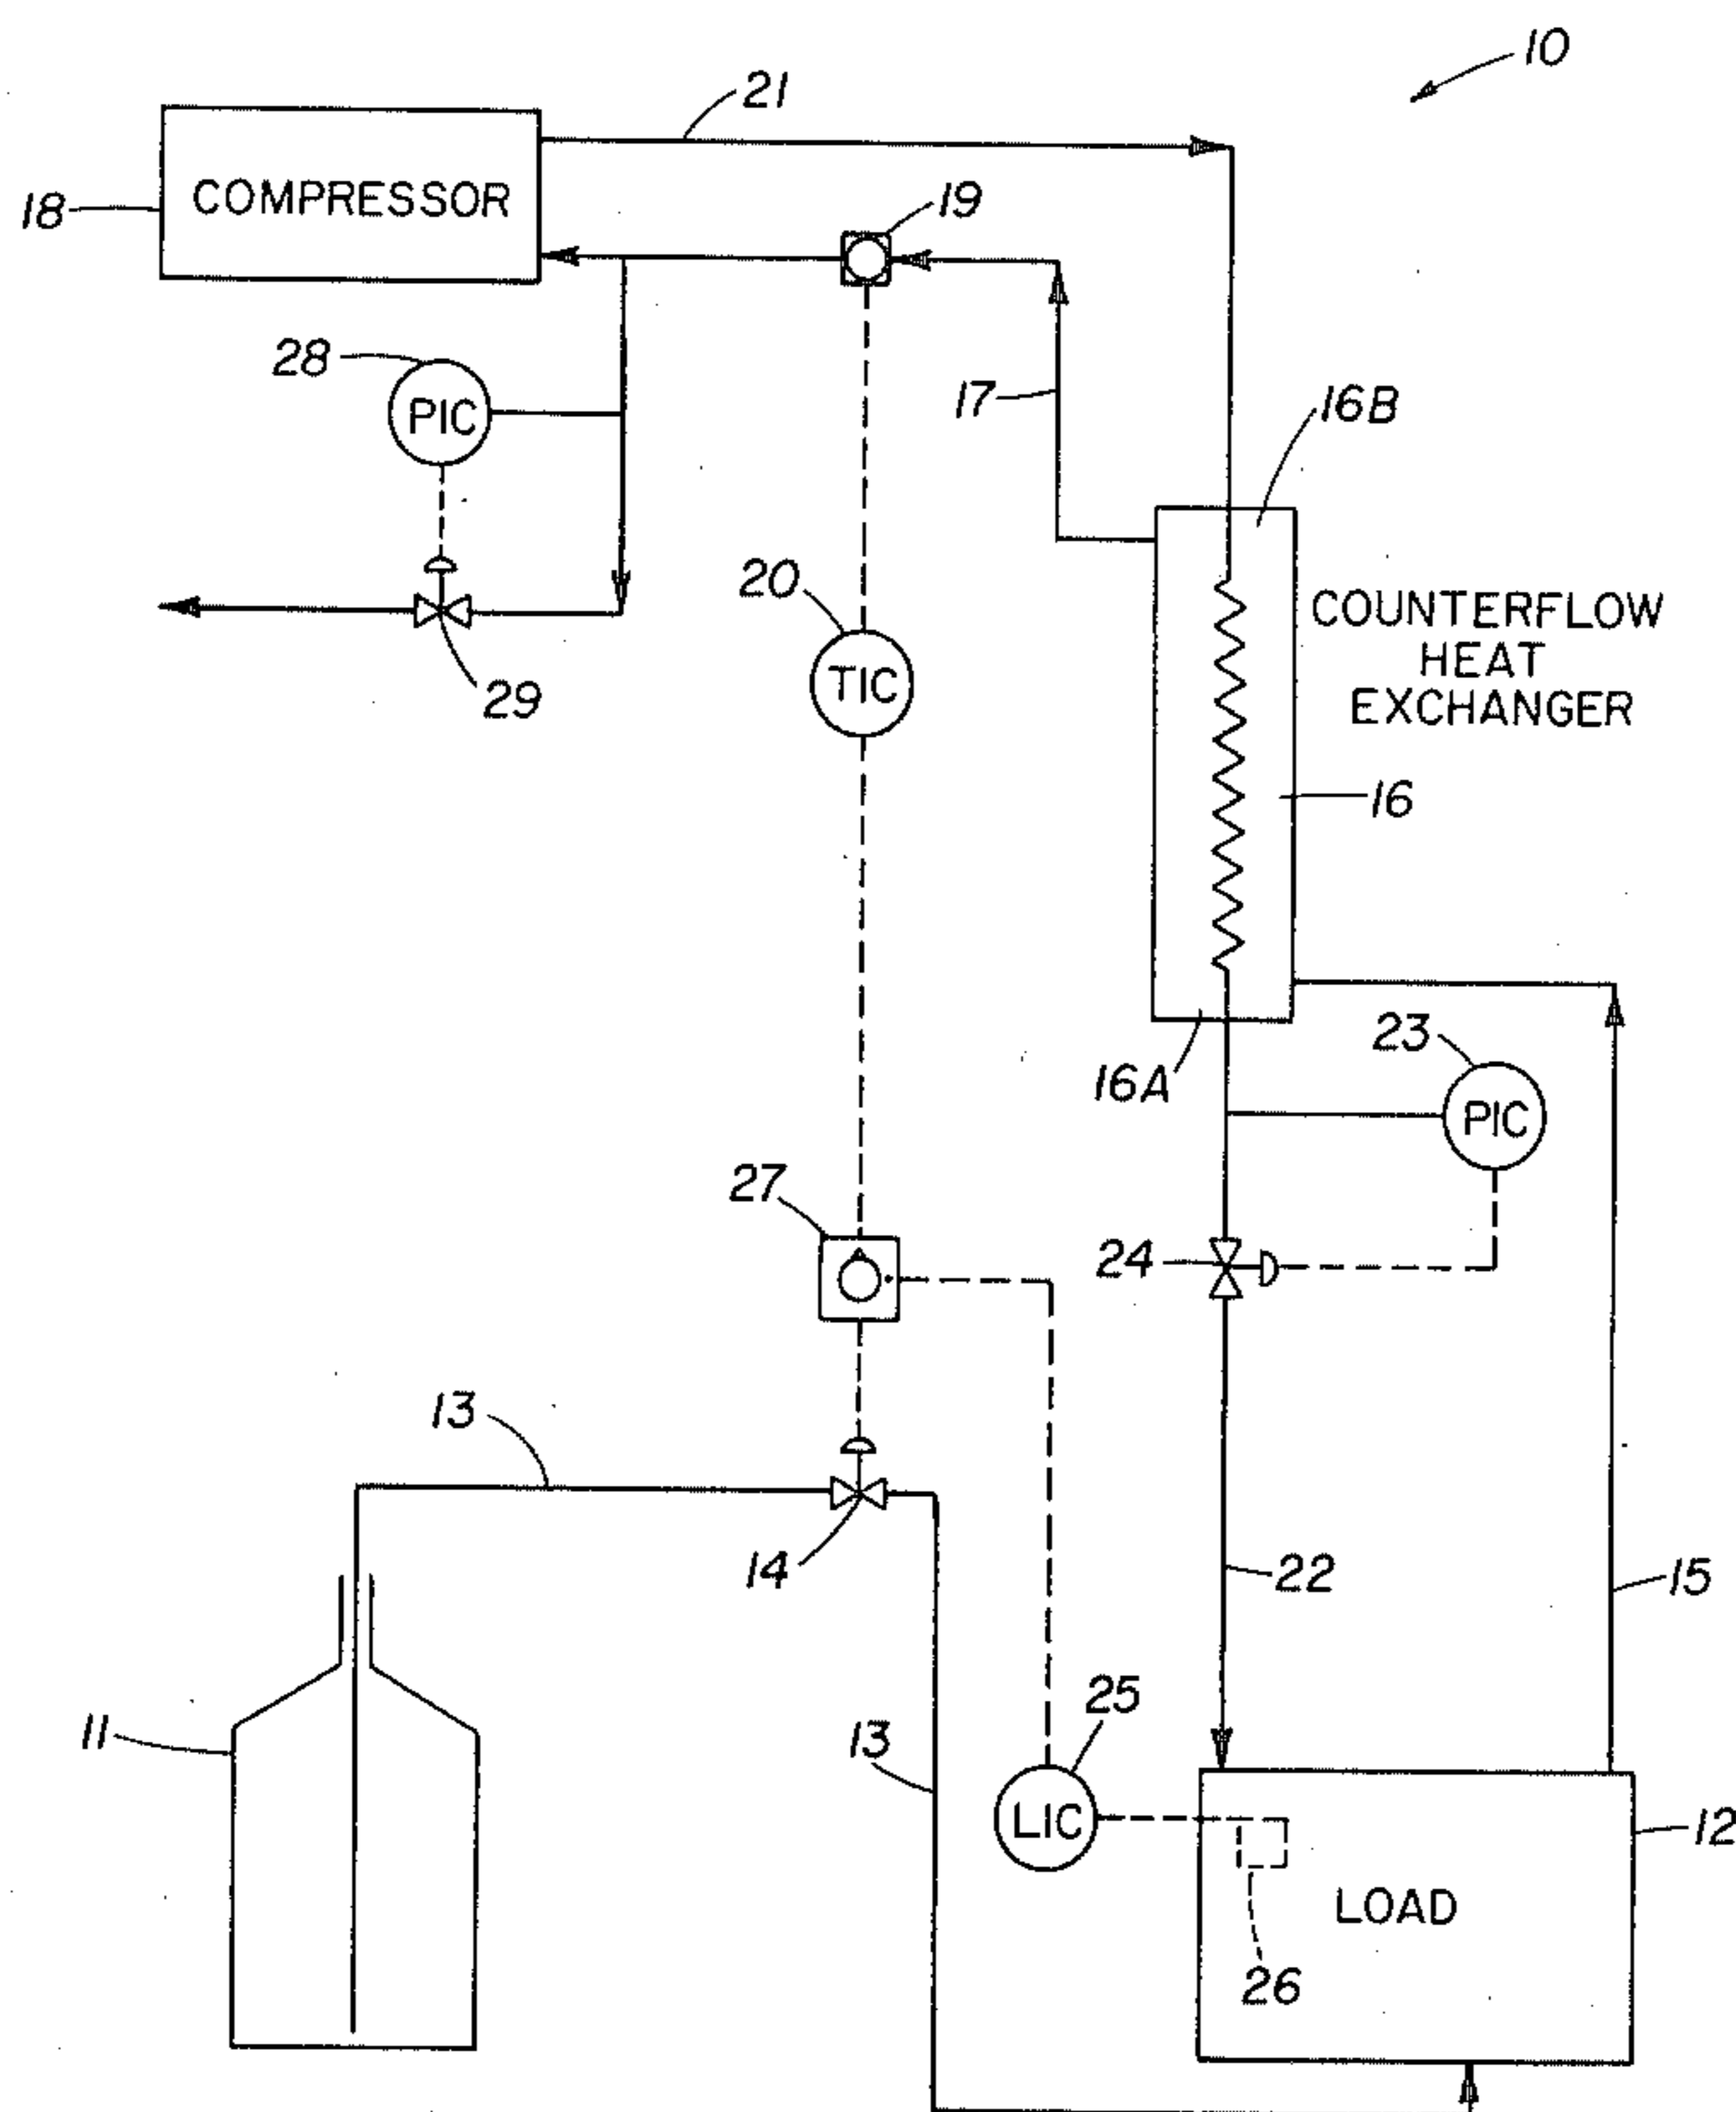 10
21
18
COMPRESSOR
19
28
PIC
17
16B
20
TIC
COUNTERFLOW
HEAT
EXCHANGER
29
16
23
PIC
16A
27
24
13
14
22
15
25
11
13
LIC
12
LOAD
26